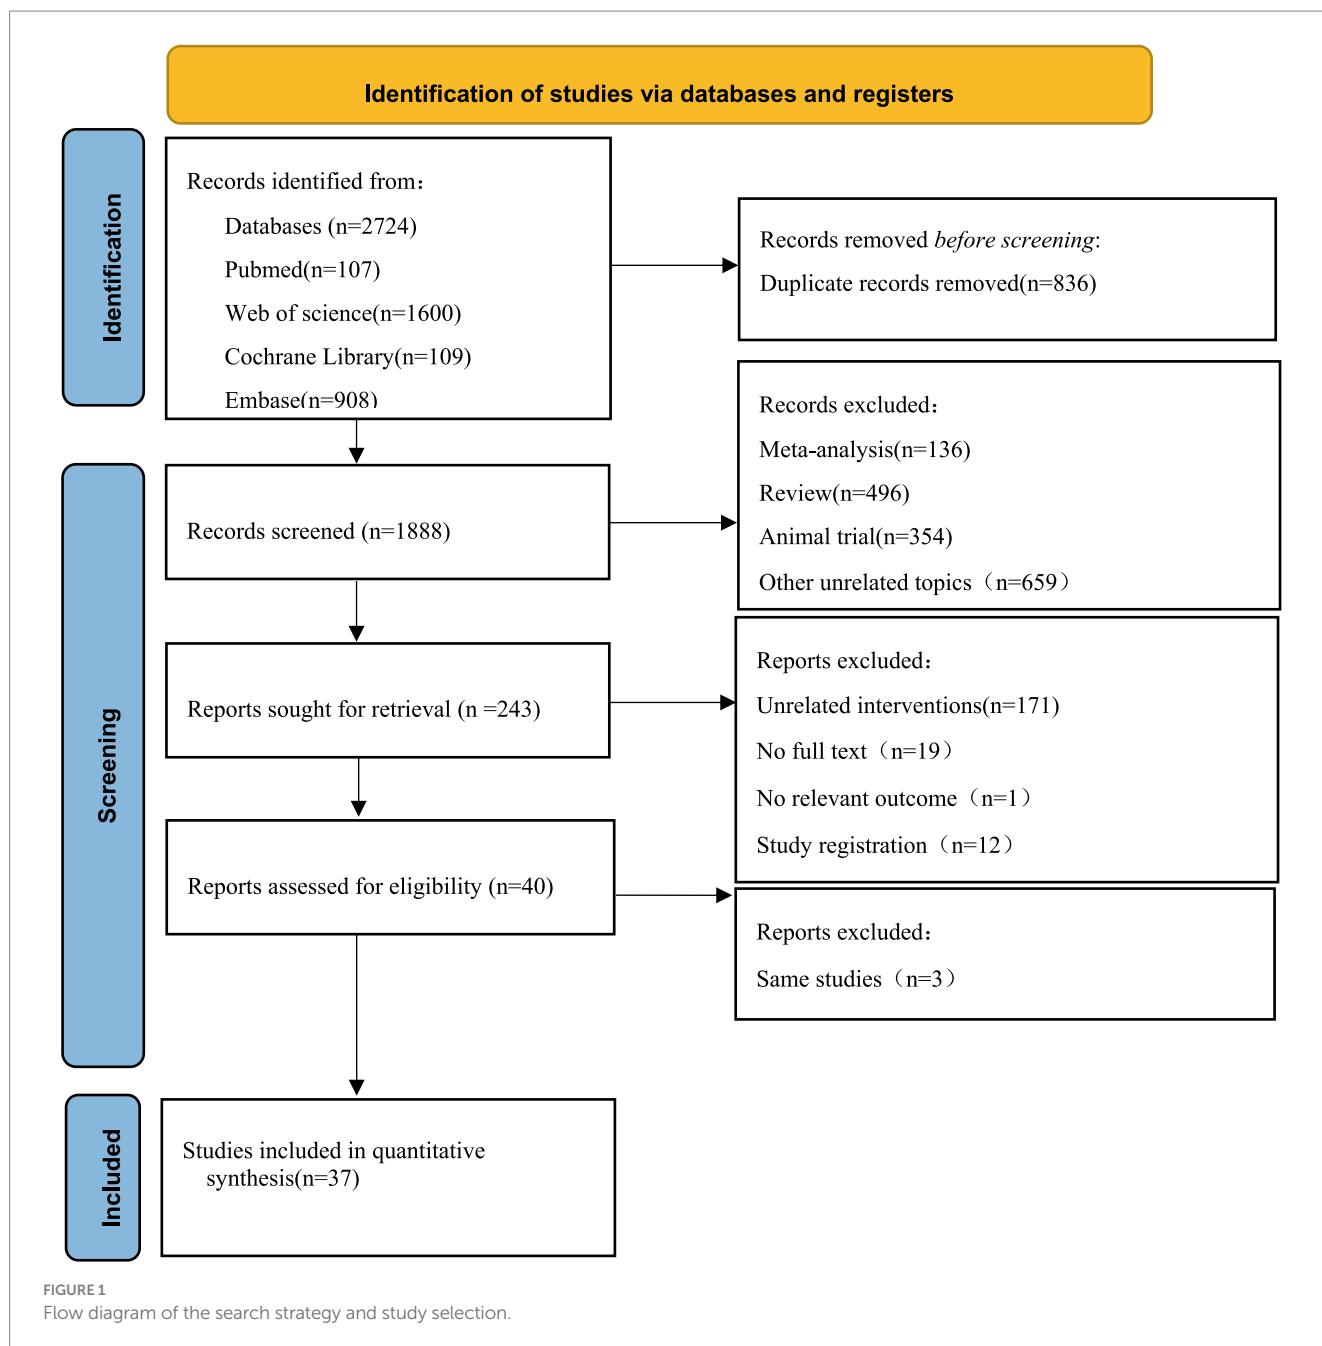 Identification of studies via databases and registers
Identification
Records identified from：
Databases (n=2724)
Pubmed(n=107)
Web of science(n=1600)
Cochrane Library(n=109)
Embase(n=908)
Records removed before screening:
Duplicate records removed(n=836)
Screening
Records screened (n=1888)
Records excluded：
Meta-analysis(n=136)
Review(n=496)
Animal trial(n=354)
Other unrelated topics（n=659）
Reports sought for retrieval (n =243)
Reports excluded：
Unrelated interventions(n=171)
No full text（n=19）
No relevant outcome（n=1）
Study registration（n=12）
Reports assessed for eligibility (n=40)
Reports excluded：
Same studies（n=3）
Included
Studies included in quantitative
synthesis(n=37)
FIGURE 1
Flow diagram of the search strategy and study selection.